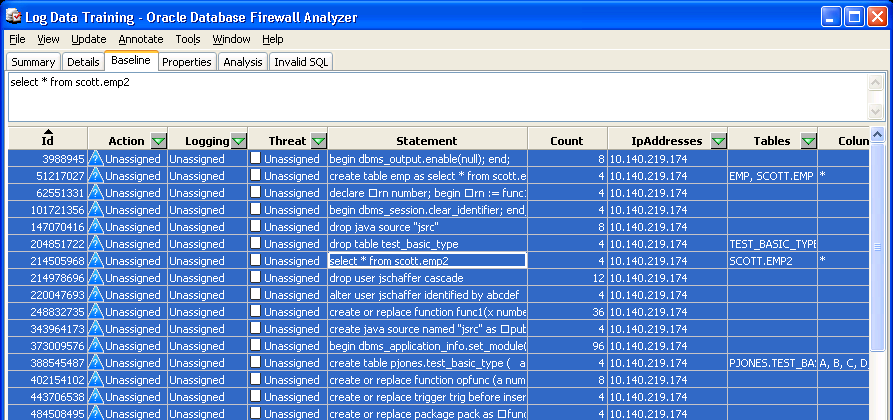 Log Data Training - Oracle Database Firewall Analyzer
File View Update Annotate Tools Window Help
Summary Details Baseline Properties Analysis Invalid SQL
select * from scott.emp2
Id Action Logging Threat Statement Count IpAddresses Tables Colun
3988945 Unassigned Unassigned Unassigned begin dbms_output.enable(null); end; 8 10.140.219.174
51217027 Unassigned Unassigned Unassigned create table emp as select * from scott.e 4 10.140.219.174 EMP, SCOTT.EMP *
62551331 Unassigned Unassigned Unassigned declare □rn number; begin □rn := func1 4 10.140.219.174
101721356 Unassigned Unassigned Unassigned begin dbms_session.clear_identifier; end 4 10.140.219.174
147070416 Unassigned Unassigned Unassigned drop java source "jsrc" 8 10.140.219.174
204851722 Unassigned Unassigned Unassigned drop table test_basic_type 4 10.140.219.174 TEST_BASIC_TYPE
214505968 Unassigned Unassigned Unassigned select * from scott.emp2 4 10.140.219.174 SCOTT.EMP2 *
214978696 Unassigned Unassigned Unassigned drop user jschaffer cascade 12 10.140.219.174
220047693 Unassigned Unassigned Unassigned alter user jschaffer identified by abcdef 4 10.140.219.174
248832735 Unassigned Unassigned Unassigned create or replace function func1(x number 36 10.140.219.174
343964173 Unassigned Unassigned Unassigned create java source named "jsrc" as □pub 4 10.140.219.174
373009576 Unassigned Unassigned Unassigned begin dbms_application_info.set_module( 96 10.140.219.174
388545487 Unassigned Unassigned Unassigned create table pjones.test_basic_type ( a 4 10.140.219.174 PJONES.TEST_BAS A, B, C, D,
402154102 Unassigned Unassigned Unassigned create or replace function opfunc (a num 8 10.140.219.174
443706538 Unassigned Unassigned Unassigned create or replace trigger trig before inser 4 10.140.219.174
484508495 Unassigned Unassigned Unassigned create or replace package pack as □func 4 10.140.219.174